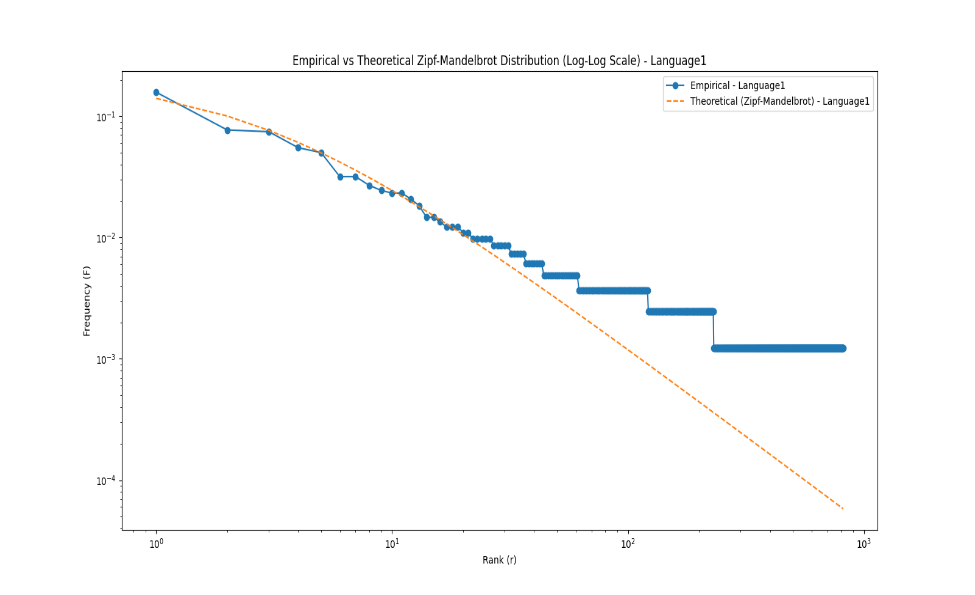 Empirical vs Theoretical Zipf-Mandelbrot Distribution (Log-Log Scale) - Language1
Empirical - Language1
Theoretical (Zipf-Mandelbrot) - Language1
Frequency (F)
10⁻¹
10⁻²
10⁻³
10⁻⁴
10⁰ 10¹ 10² 10³
Rank (r)